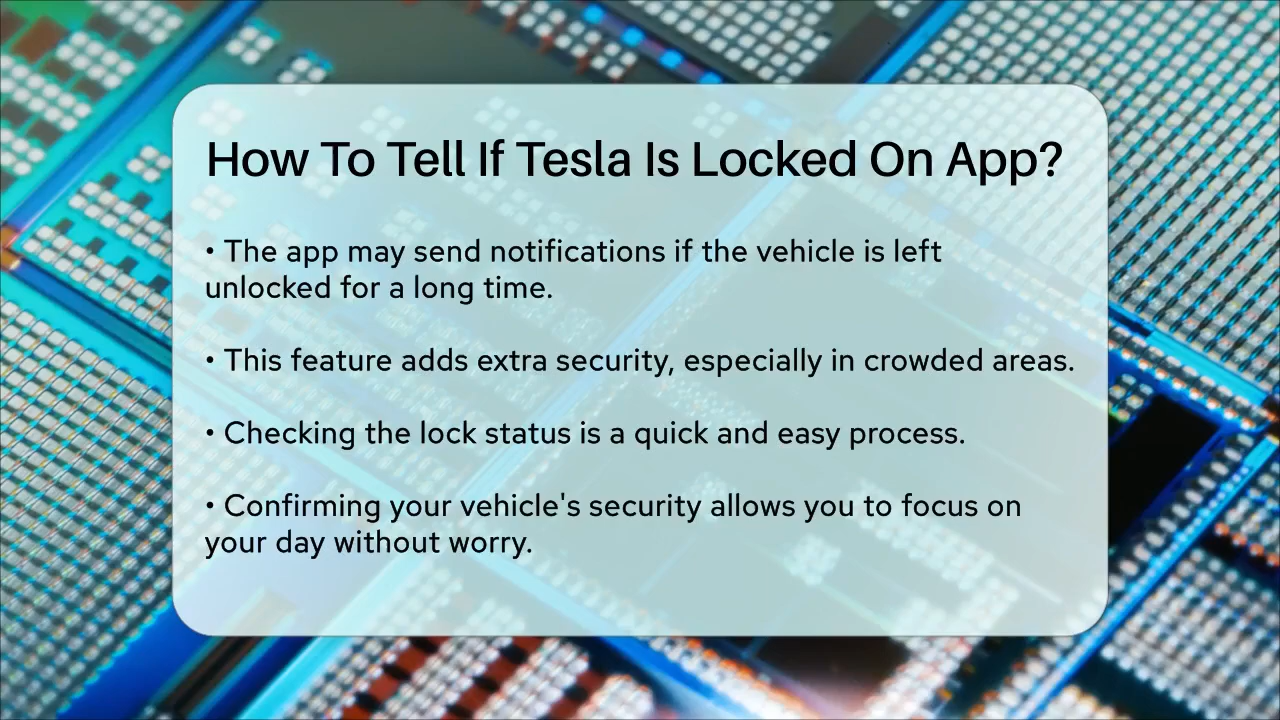 How To Tell If Tesla Is Locked On App?
• The app may send notifications if the vehicle is left
unlocked for a long time.
• This feature adds extra security, especially in crowded areas.
• Checking the lock status is a quick and easy process.
• Confirming your vehicle's security allows you to focus on
your day without worry.